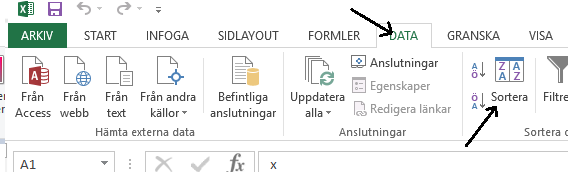 ARKIV START INFOGA SIDLAYOUT FORMLER DATA GRANSKA VISA
Från Access
Från webb
Från text
Från andra källor
Befintliga anslutningar
Uppdatera alla
Anslutningar
Egenskaper
Redigera länkar
A Ö
Ö A
Sortera
Filtre
Hämta externa data
Anslutningar
Sortera o
A1
fx
x